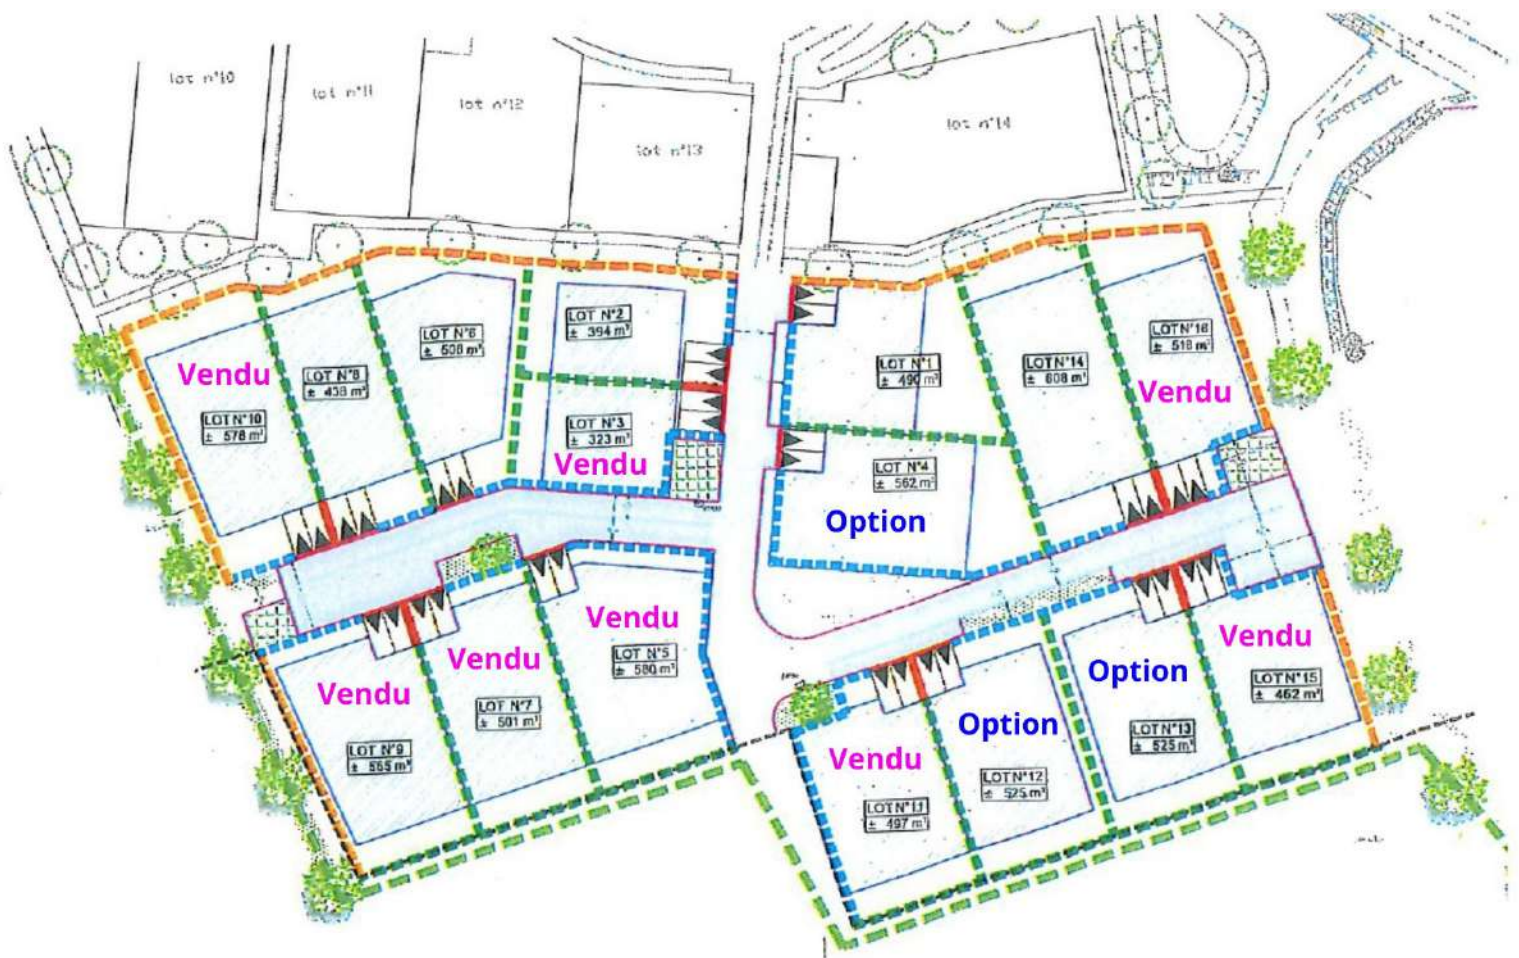 lot n°10
lot n°11
lot n°12
lot n°13
lot n°14
Vendu
LOT N°10
± 578 m²
LOT N°8
± 438 m²
LOT N°6
± 508 m²
LOT N°2
± 394 m²
LOT N°3
± 323 m²
Vendu
LOT N°1
± 490 m²
LOT N°4
± 562 m²
Option
LOT N°14
± 608 m²
LOT N°16
± 518 m²
Vendu
Vendu
LOT N°9
± 565 m²
Vendu
LOT N°7
± 501 m²
Vendu
LOT N°5
± 580 m²
Vendu
LOT N°11
± 497 m²
Option
LOT N°12
± 525 m²
Option
LOT N°13
± 525 m²
Vendu
LOT N°15
± 462 m²